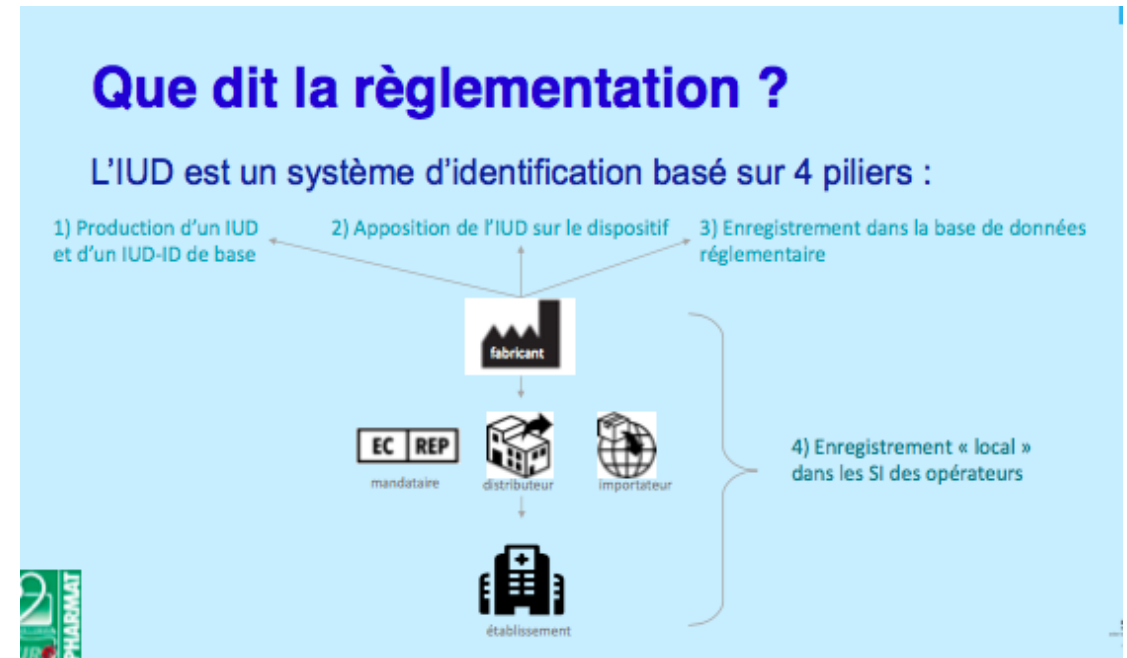 Que dit la règlementation ?
L'IUD est un système d'identification basé sur 4 piliers :
1) Production d'un IUD
et d'un IUD-ID de base
2) Apposition de l'IUD sur le dispositif
3) Enregistrement dans la base de données
réglementaire
fabricant
EC REP
mandataire
distributeur
importateur
4) Enregistrement « local »
dans les SI des opérateurs
établissement
PHARMAT